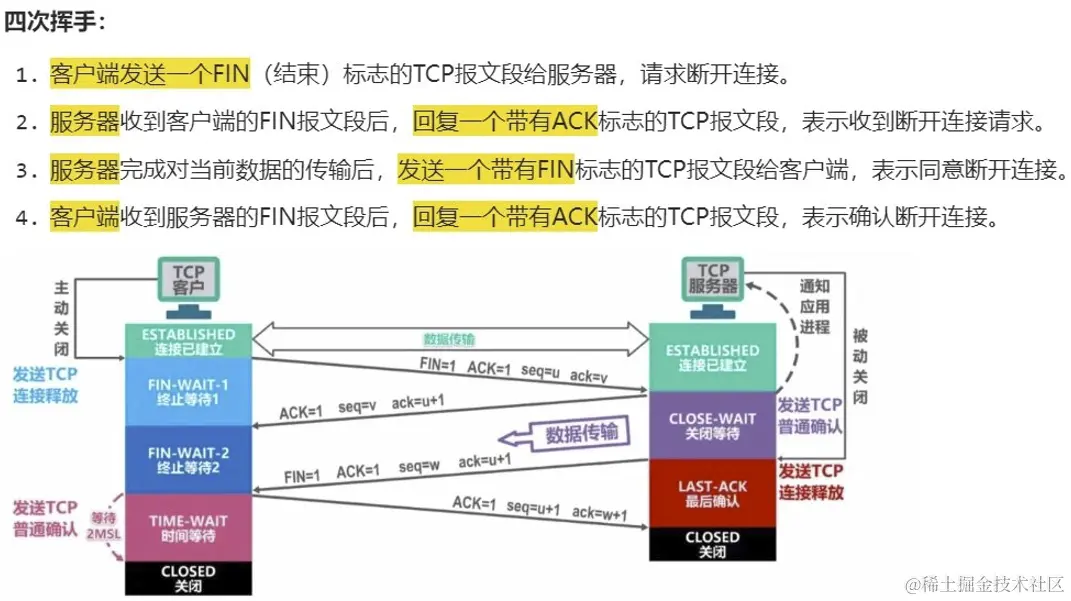 四次挥手：
1. 客户端发送一个FIN（结束）标志的TCP报文段给服务器，请求断开连接。
2. 服务器收到客户端的FIN报文段后，回复一个带有ACK标志的TCP报文段，表示收到断开连接请求。
3. 服务器完成对当前数据的传输后，发送一个带有FIN标志的TCP报文段给客户端，表示同意断开连接。
4. 客户端收到服务器的FIN报文段后，回复一个带有ACK标志的TCP报文段，表示确认断开连接。
TCP
客户
TCP
服务器
主动关闭
通知
应用
进程
被动关闭
ESTABLISHED
连接已建立
数据传输
ESTABLISHED
连接已建立
FIN=1 ACK=1 seq=u ack=v
发送TCP
连接释放
FIN-WAIT-1
终止等待1
ACK=1 seq=v ack=u+1
CLOSE-WAIT
关闭等待
发送TCP
普通确认
数据传输
FIN-WAIT-2
终止等待2
FIN=1 ACK=1 seq=w ack=u+1
LAST-ACK
最后确认
发送TCP
连接释放
ACK=1 seq=u+1 ack=w+1
发送TCP
普通确认
等待
2MSL
TIME-WAIT
时间等待
CLOSED
关闭
CLOSED
关闭
@稀土掘金技术社区